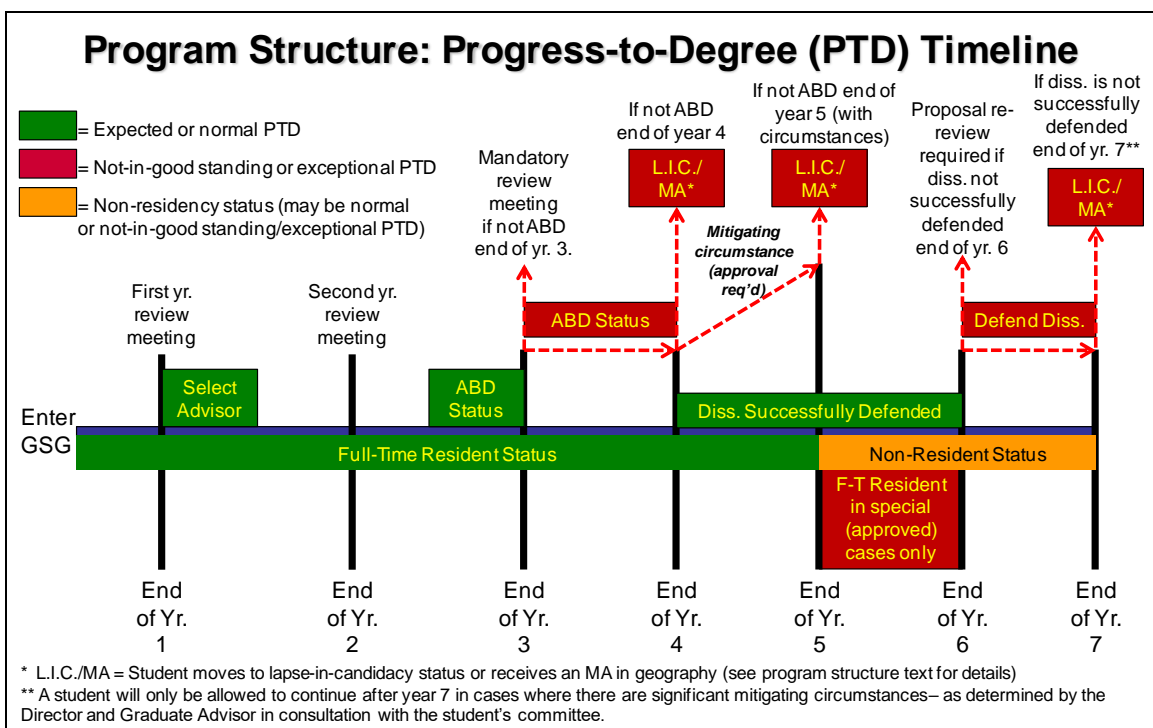 Program Structure: Progress-to-Degree (PTD) Timeline
= Expected or normal PTD
= Not-in-good standing or exceptional PTD
= Non-residency status (may be normal
or not-in-good standing/exceptional PTD)
First yr.
review
meeting
Second yr.
review
meeting
Mandatory
review
meeting
if not ABD
end of yr. 3.
If not ABD
end of year 4
L.I.C./
MA*
Mitigating
circumstance
(approval
req'd)
If not ABD end of
year 5 (with
circumstances)
L.I.C./
MA*
Proposal re-
review
required if
diss. not
successfully
defended
end of yr. 6
If diss. is not
successfully
defended
end of yr. 7**
L.I.C./
MA*
ABD Status
Defend Diss.
Select
Advisor
ABD
Status
Diss. Successfully Defended
Enter
GSG
Full-Time Resident Status
Non-Resident Status
F-T Resident
in special
(approved)
cases only
End
of Yr.
1
End
of Yr.
2
End
of Yr.
3
End
of Yr.
4
End
of Yr.
5
End
of Yr.
6
End
of Yr.
7
* L.I.C./MA = Student moves to lapse-in-candidacy status or receives an MA in geography (see program structure text for details)
** A student will only be allowed to continue after year 7 in cases where there are significant mitigating circumstances– as determined by the
Director and Graduate Advisor in consultation with the student's committee.